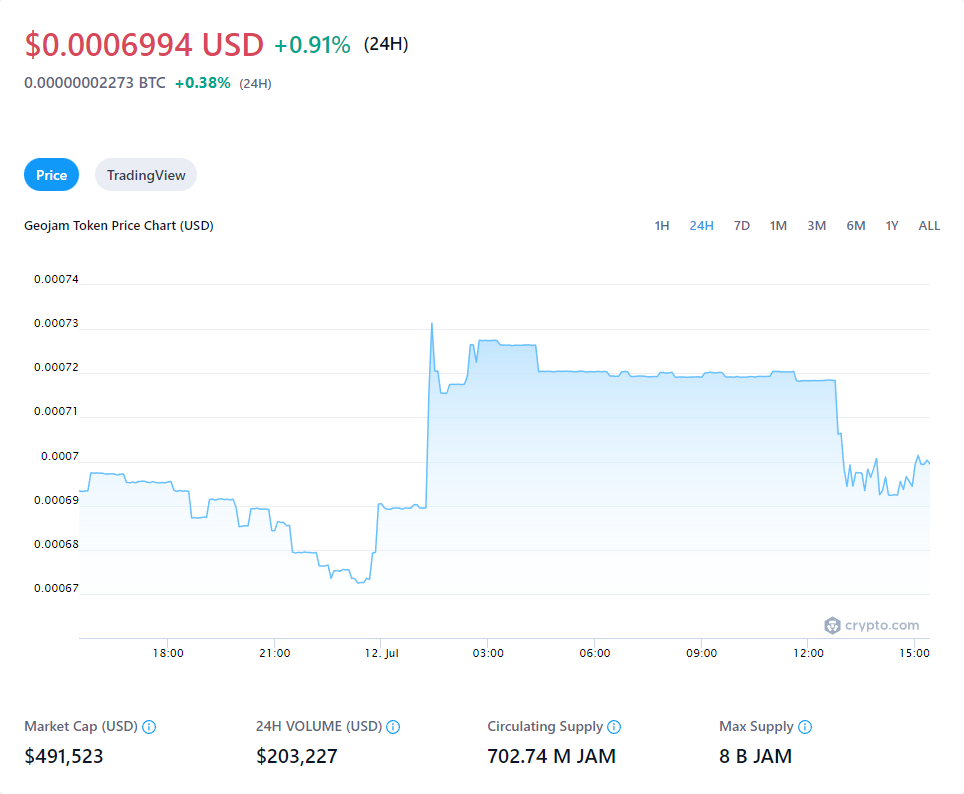 $0.0006994 USD +0.91% (24H)
0.00000002273 BTC +0.38% (24H)
Price TradingView
Geojam Token Price Chart (USD) 1H 24H 7D 1M 3M 6M 1Y ALL
0.00074
0.00073
0.00072
0.00071
0.0007
0.00069
0.00068
0.00067
crypto.com
18:00 21:00 12. Jul 03:00 06:00 09:00 12:00 15:00
Market Cap (USD) 24H VOLUME (USD) Circulating Supply Max Supply
$491,523 $203,227 702.74 M JAM 8 B JAM